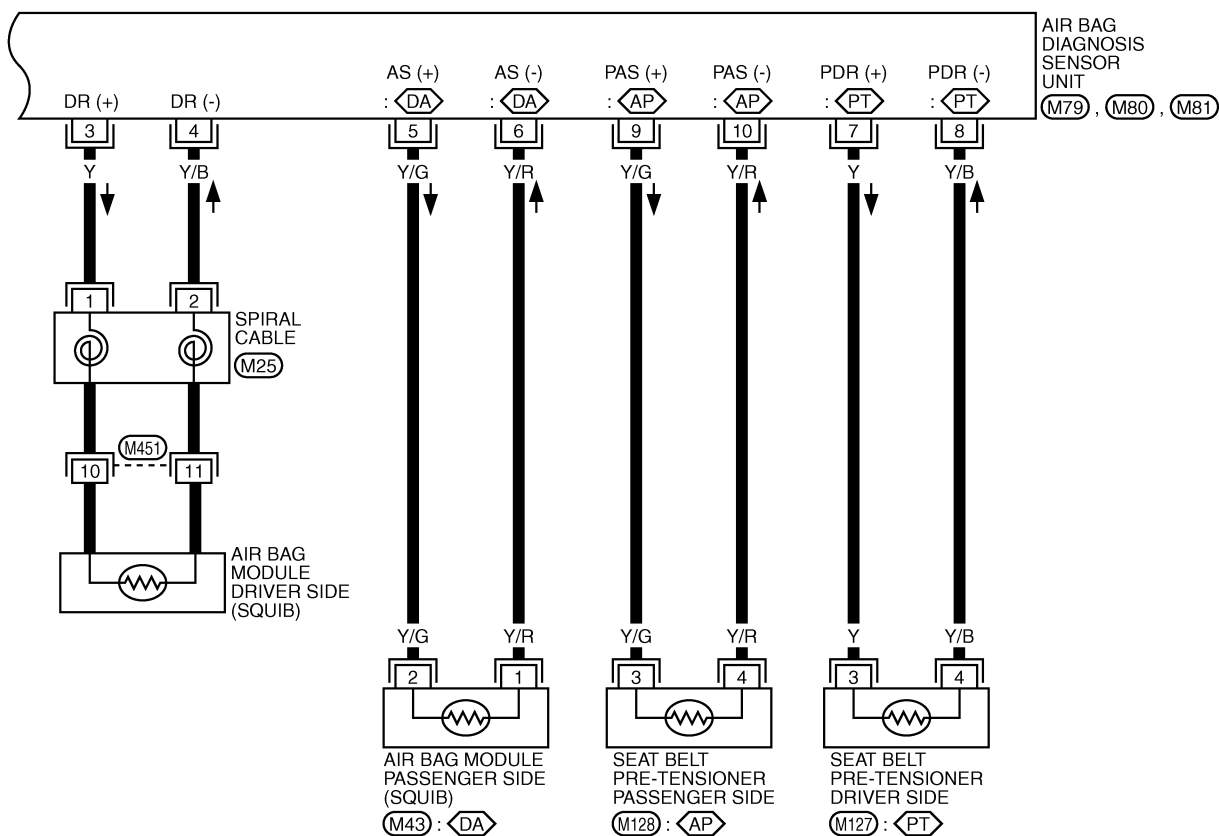 AIR BAG
DIAGNOSIS
SENSOR
UNIT
M79 , M80 , M81
AS (+) AS (-) PAS (+) PAS (-) PDR (+) PDR (-)
: DA : DA : AP : AP : PT : PT
DR (+) DR (-)
3 4 5 6 9 10 7 8
Y Y/B Y/G Y/R Y/G Y/R Y Y/B
1 2
SPIRAL
CABLE
M25
M451
10 11
AIR BAG
MODULE
DRIVER SIDE
(SQUIB)
Y/G Y/R Y/G Y/R Y Y/B
2 1 3 4 3 4
AIR BAG MODULE
PASSENGER SIDE
(SQUIB)
M43 : DA
SEAT BELT
PRE-TENSIONER
PASSENGER SIDE
M128 : AP
SEAT BELT
PRE-TENSIONER
DRIVER SIDE
M127 : PT